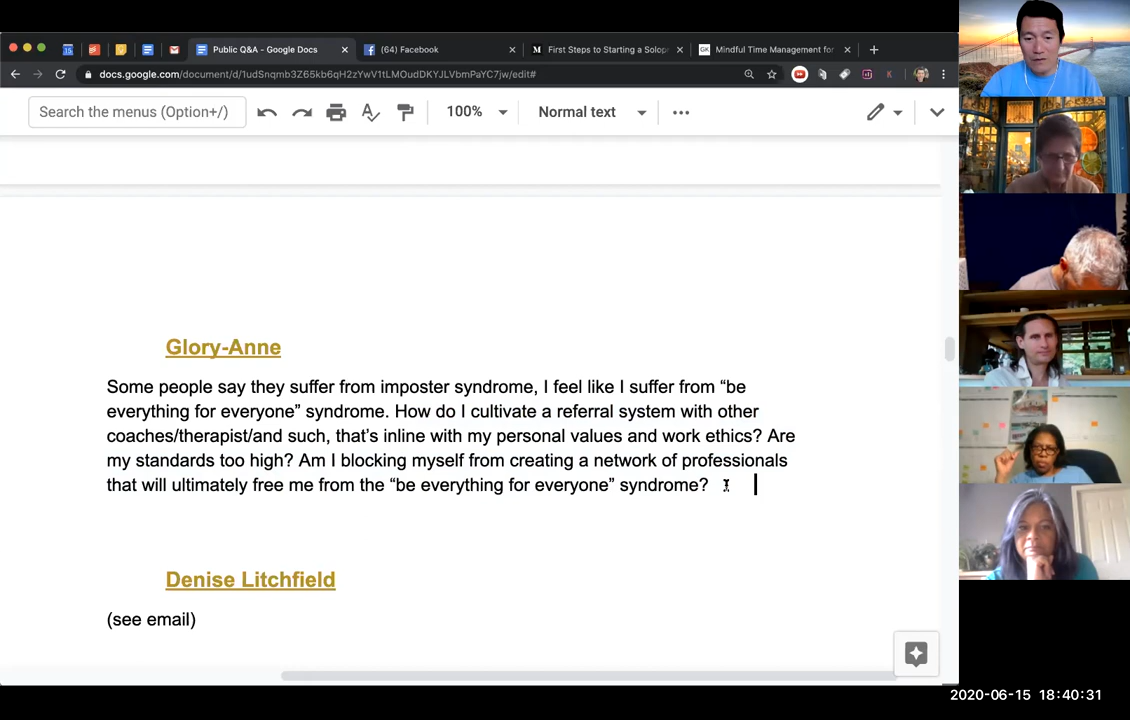 Public Q&A - Google Docs
(64) Facebook
First Steps to Starting a Solop
Mindful Time Management for
docs.google.com/document/d/1udSnqmb3Z65kb6qH2zYwV1tLMOudDKYJLVbmPaYC7jw/edit#
Search the menus (Option+/)
100%
Normal text
Glory-Anne
Some people say they suffer from imposter syndrome, I feel like I suffer from “be
everything for everyone” syndrome. How do I cultivate a referral system with other
coaches/therapist/and such, that’s inline with my personal values and work ethics? Are
my standards too high? Am I blocking myself from creating a network of professionals
that will ultimately free me from the “be everything for everyone” syndrome?
Denise Litchfield
(see email)
2020-06-15 18:40:31